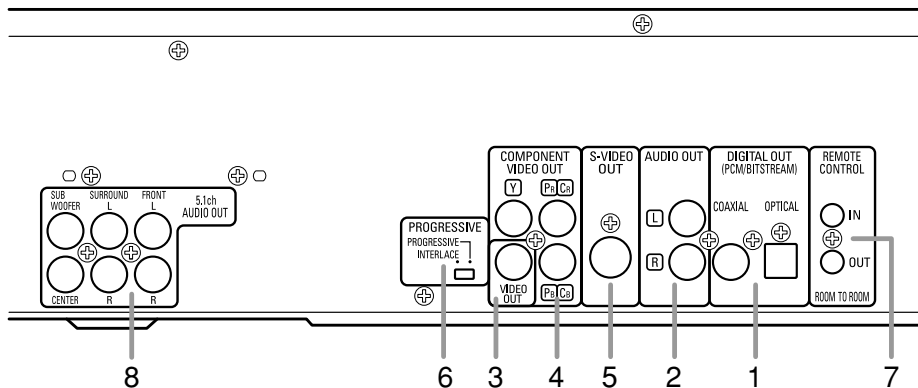 SUB WOOFER
SURROUND L
FRONT L
5.1ch AUDIO OUT
CENTER
R
R
PROGRESSIVE
PROGRESSIVE
INTERLACE
COMPONENT VIDEO OUT
Y
PR CR
VIDEO OUT
PB CB
S-VIDEO OUT
AUDIO OUT
L
R
DIGITAL OUT
(PCM/BITSTREAM)
COAXIAL
OPTICAL
REMOTE CONTROL
IN
OUT
ROOM TO ROOM
8
6
3
4
5
2
1
7